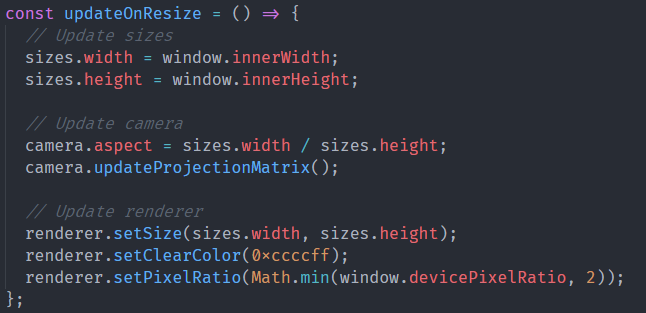 const updateOnResize = () => {
  // Update sizes
  sizes.width = window.innerWidth;
  sizes.height = window.innerHeight;

  // Update camera
  camera.aspect = sizes.width / sizes.height;
  camera.updateProjectionMatrix();

  // Update renderer
  renderer.setSize(sizes.width, sizes.height);
  renderer.setClearColor(0xccccff);
  renderer.setPixelRatio(Math.min(window.devicePixelRatio, 2));
};